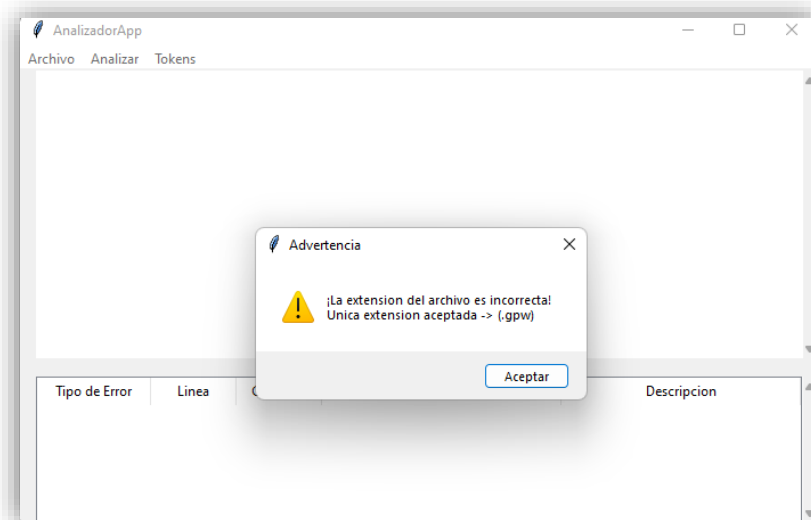 AnalizadorApp
Archivo Analizar Tokens
Advertencia
¡La extension del archivo es incorrecta!
Unica extension aceptada -> (.gpw)
Aceptar
Tipo de Error Linea Descripcion